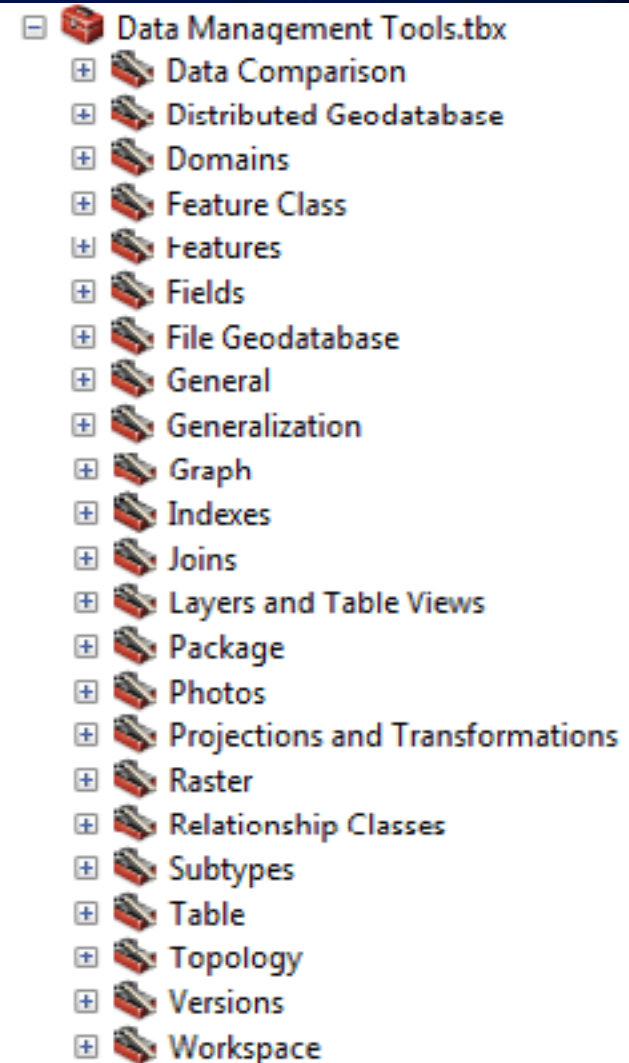 Data Management Tools.tbx
Data Comparison
Distributed Geodatabase
Domains
Feature Class
Features
Fields
File Geodatabase
General
Generalization
Graph
Indexes
Joins
Layers and Table Views
Package
Photos
Projections and Transformations
Raster
Relationship Classes
Subtypes
Table
Topology
Versions
Workspace